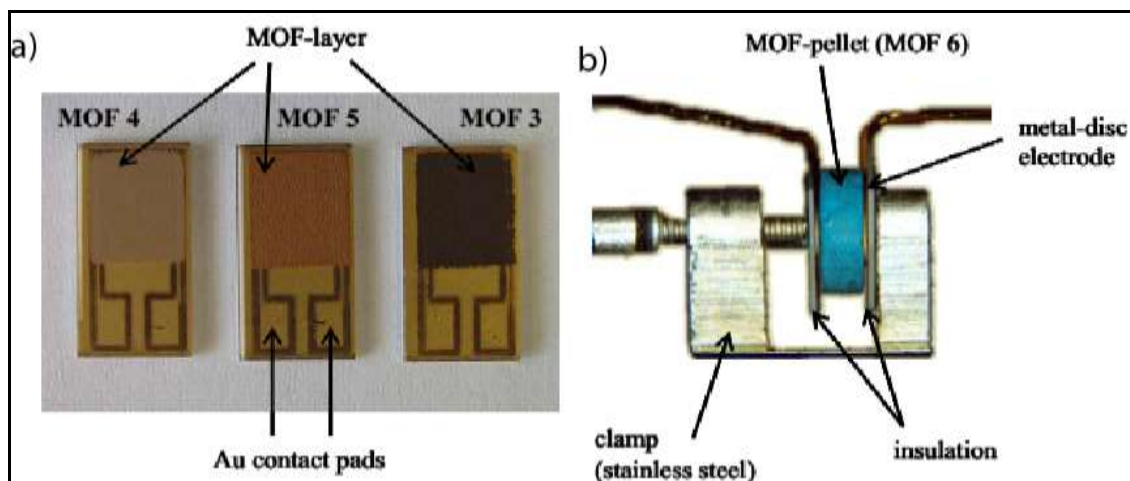 a)
MOF-layer
MOF 4
MOF 5
MOF 3
Au contact pads
b)
MOF-pellet (MOF 6)
metal-disc
electrode
clamp
(stainless steel)
insulation